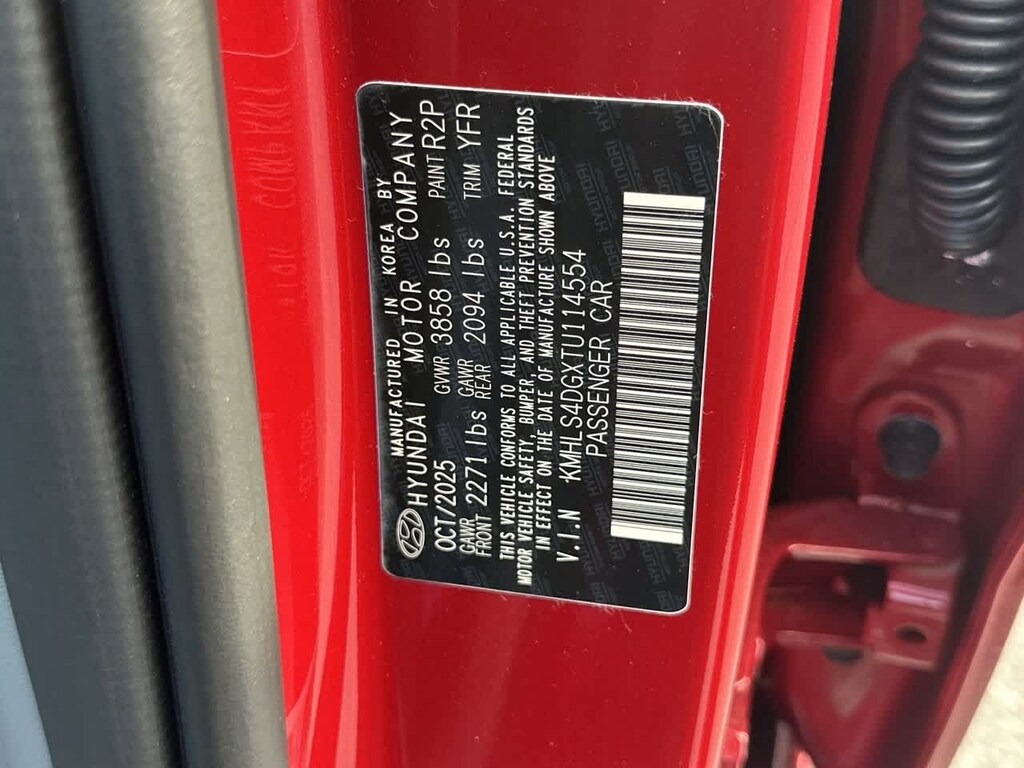 MANUFACTURED IN KOREA BY
HYUNDAI MOTOR COMPANY
OCT/2025 GVWR 3858 lbs PAINT R2P
GAWR FRONT 2271 lbs GAWR REAR 2094 lbs TRIM YFR
THIS VEHICLE CONFORMS TO ALL APPLICABLE U.S.A. FEDERAL
MOTOR VEHICLE SAFETY, BUMPER, AND THEFT PREVENTION STANDARDS
IN EFFECT ON THE DATE OF MANUFACTURE SHOWN ABOVE
V.I.N *KMHLS4DGXTU114554
PASSENGER CAR